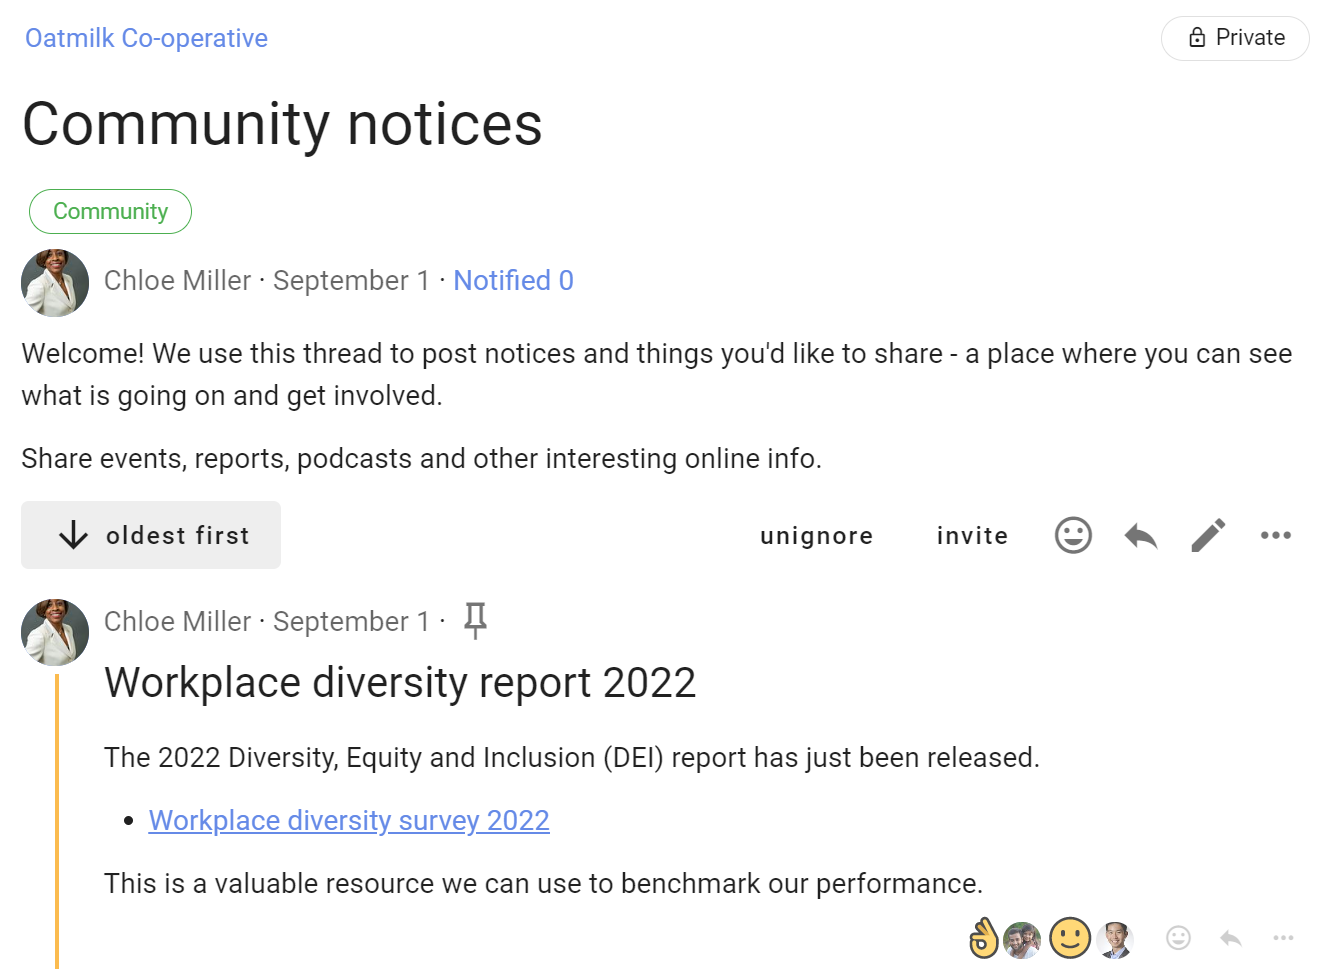 Oatmilk Co-operative
Private
Community notices
Community
Chloe Miller · September 1 · Notified 0
Welcome! We use this thread to post notices and things you'd like to share - a place where you can see
what is going on and get involved.
Share events, reports, podcasts and other interesting online info.
oldest first
unignore
invite
Chloe Miller · September 1 ·
Workplace diversity report 2022
The 2022 Diversity, Equity and Inclusion (DEI) report has just been released.
• Workplace diversity survey 2022
This is a valuable resource we can use to benchmark our performance.